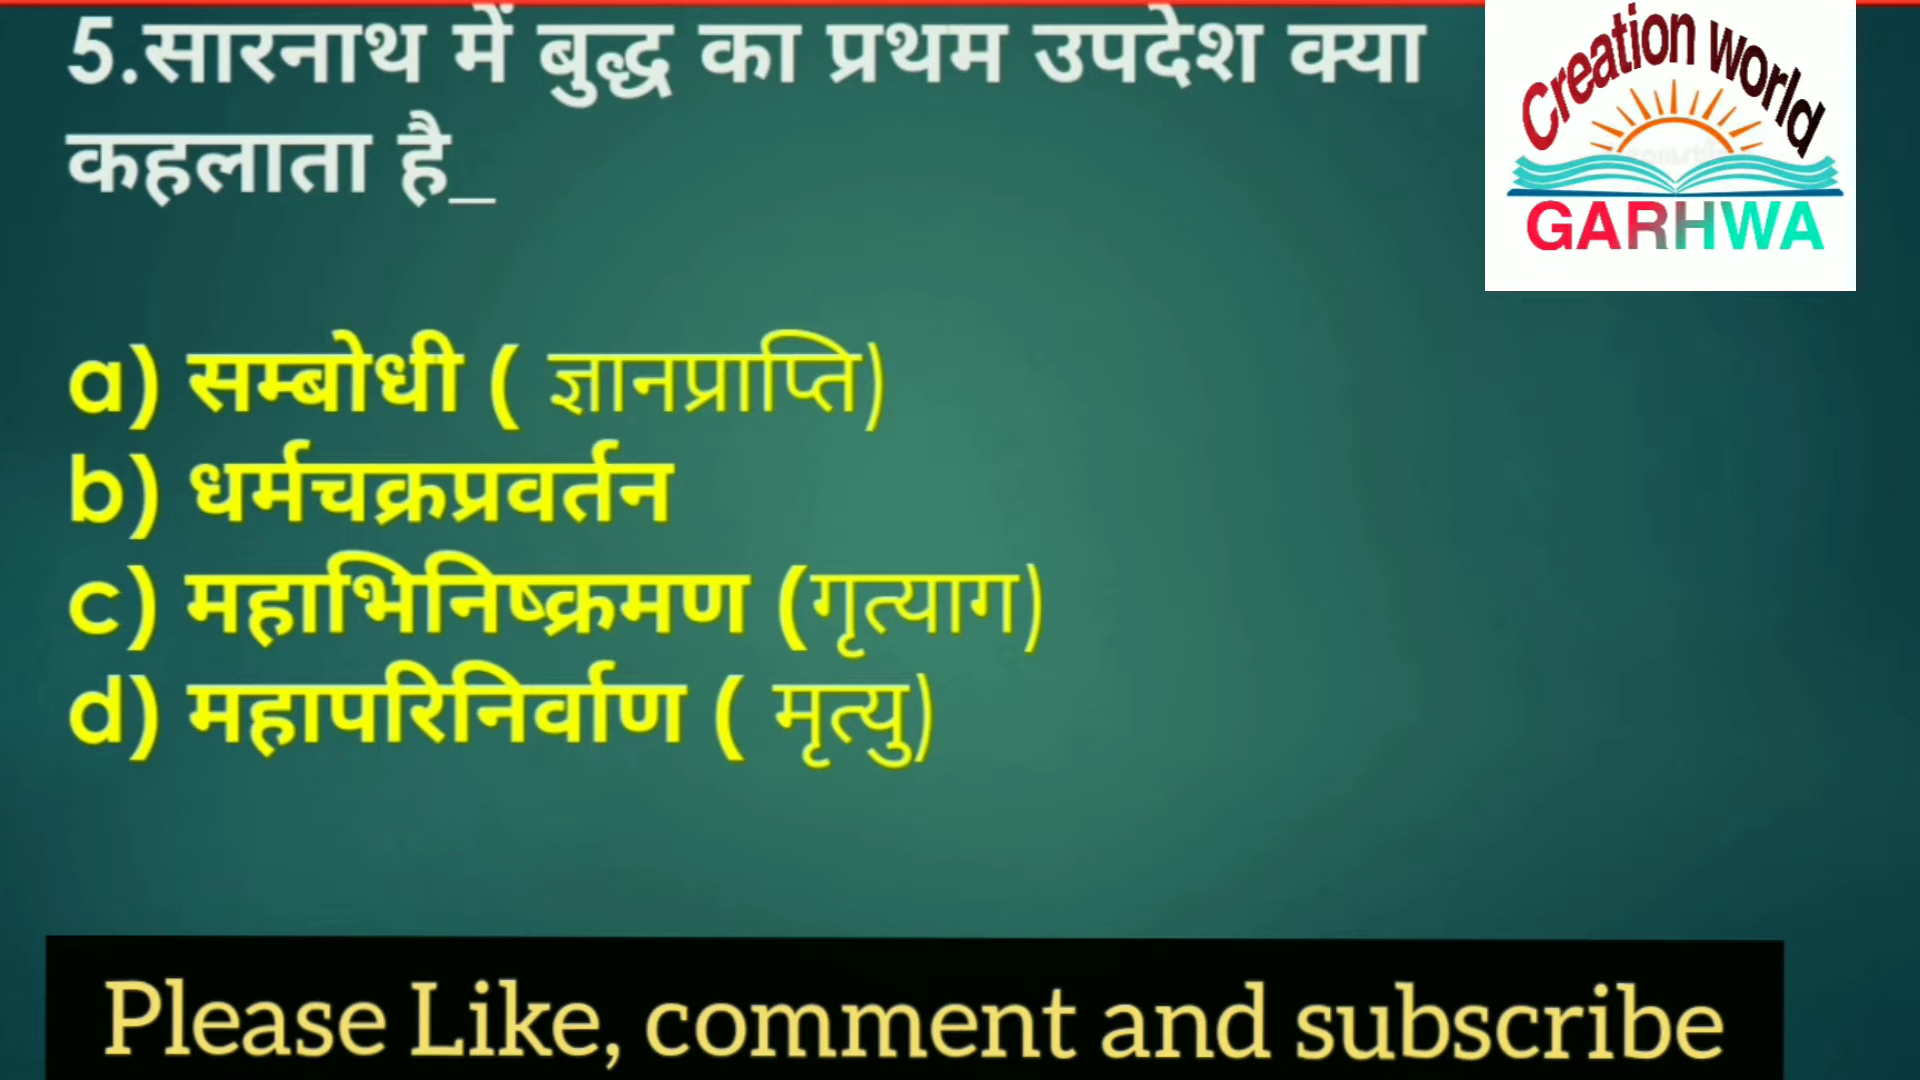 5.सारनाथ में बुद्ध का प्रथम उपदेश क्या
कहलाता है_
Creation world
GARHWA
a) सम्बोधी ( ज्ञानप्राप्ति)
b) धर्मचक्रप्रवर्तन
c) महाभिनिष्क्रमण (गृत्याग)
d) महापरिनिर्वाण ( मृत्यु)
Please Like, comment and subscribe